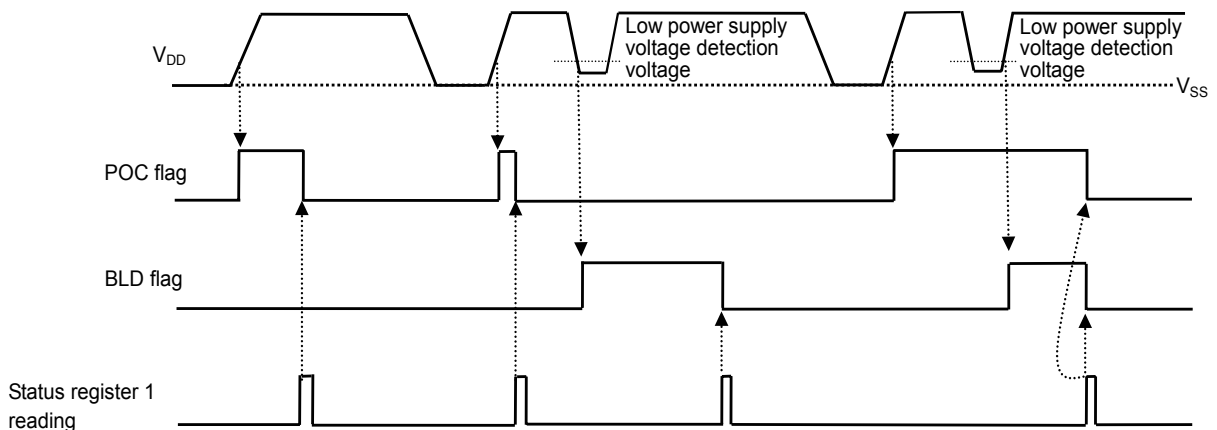 Low power supply
voltage detection
voltage
Low power supply
voltage detection
voltage
VDD
VSS
POC flag
BLD flag
Status register 1
reading